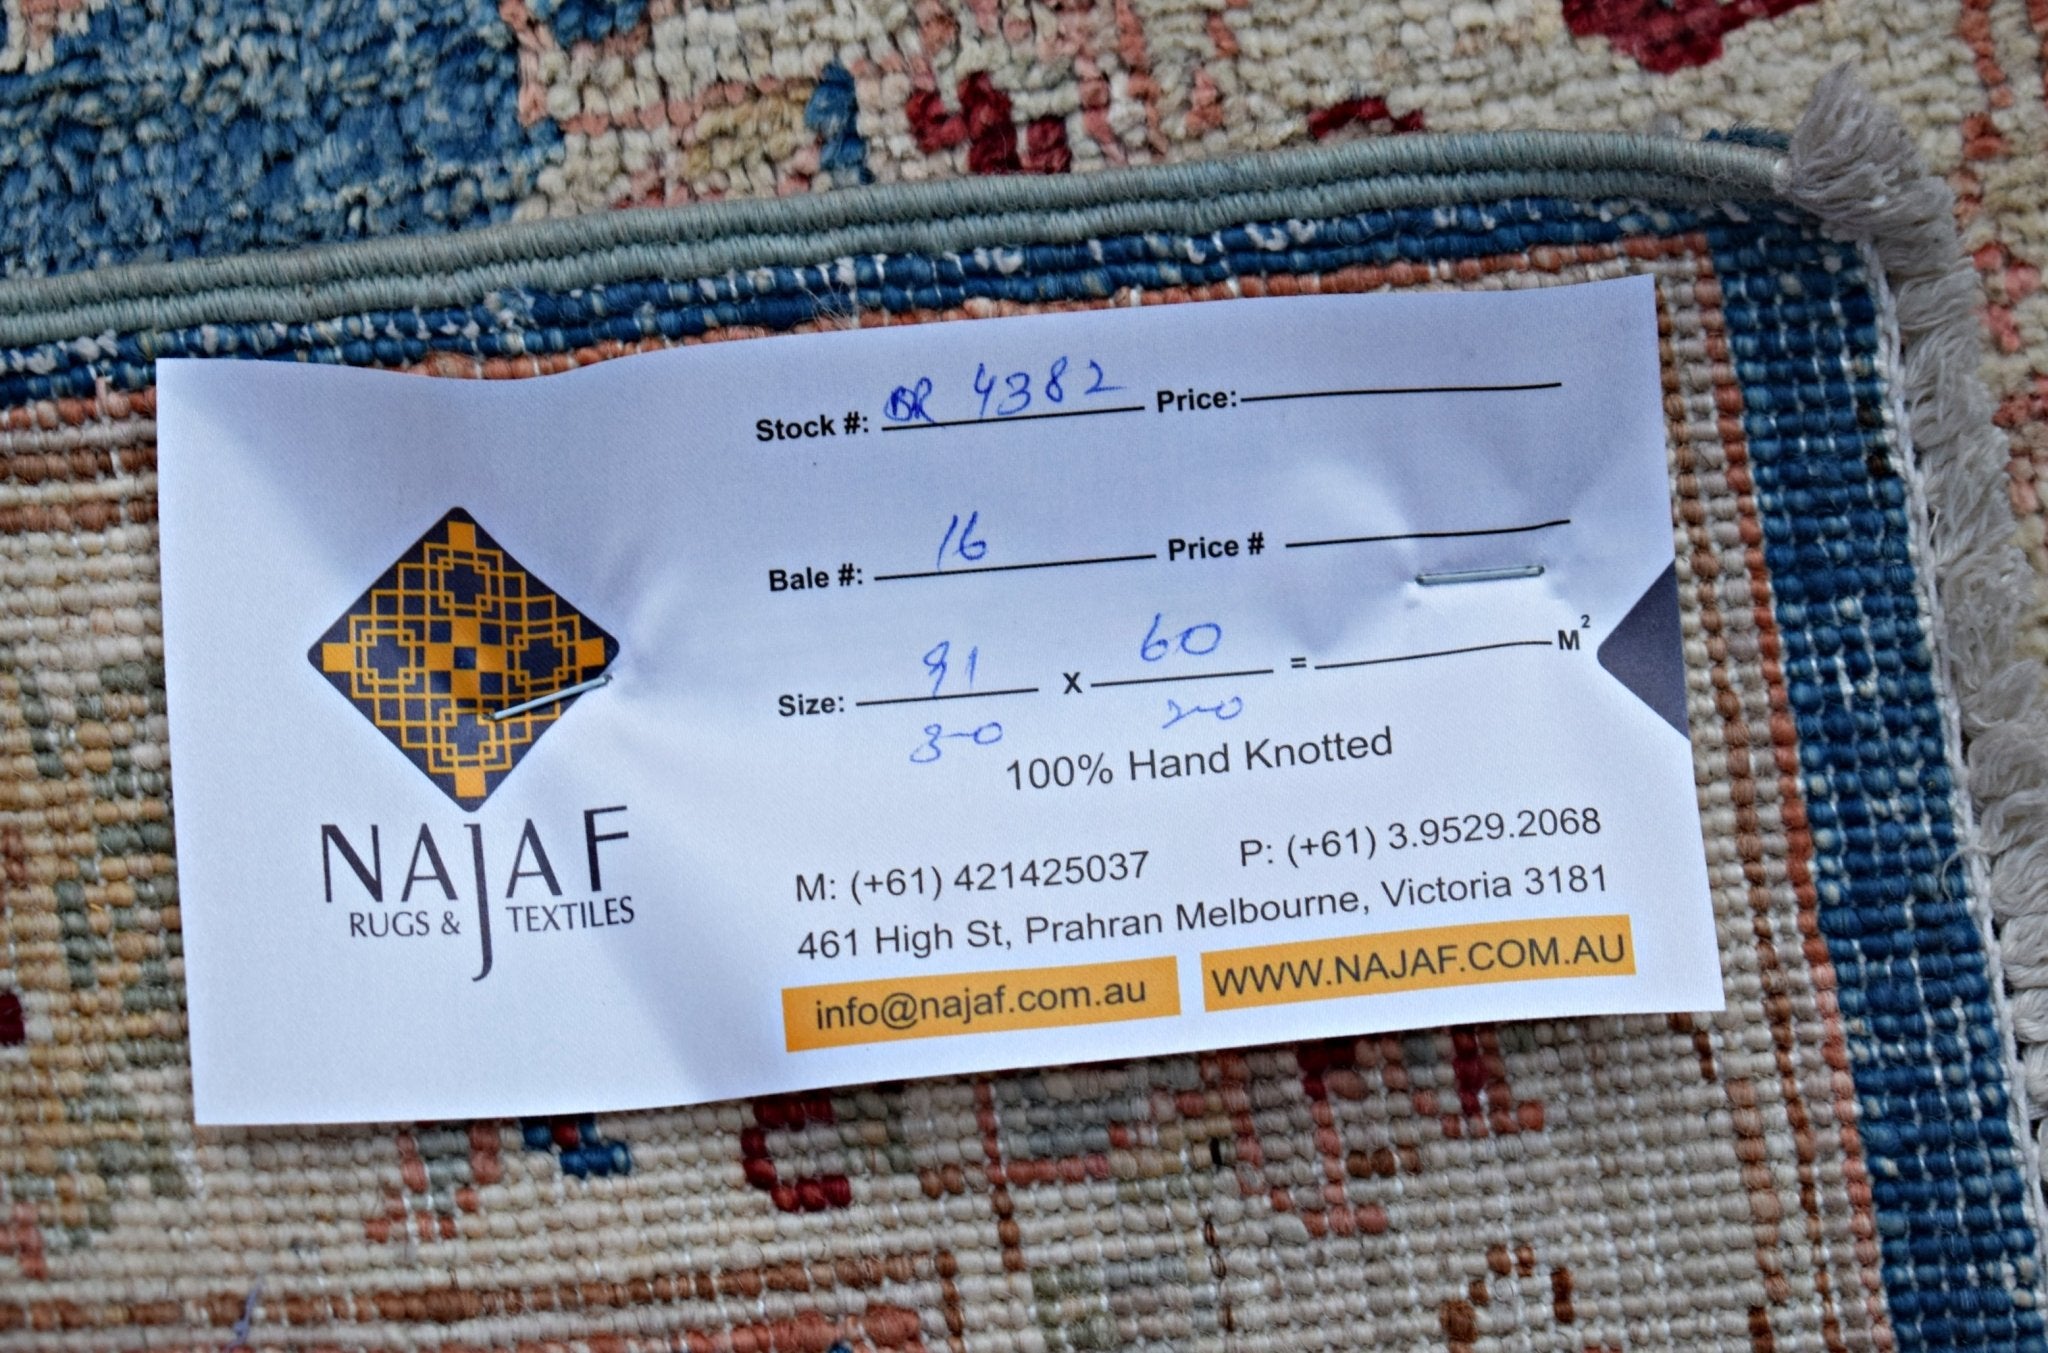 Stock #: BR 4382 Price:
Bale #: 16 Price #
Size: 91 X 60 = M²
3-0 2-0
100% Hand Knotted
NAJAF
RUGS & TEXTILES
M: (+61) 421425037 P: (+61) 3.9529.2068
461 High St, Prahran Melbourne, Victoria 3181
info@najaf.com.au WWW.NAJAF.COM.AU